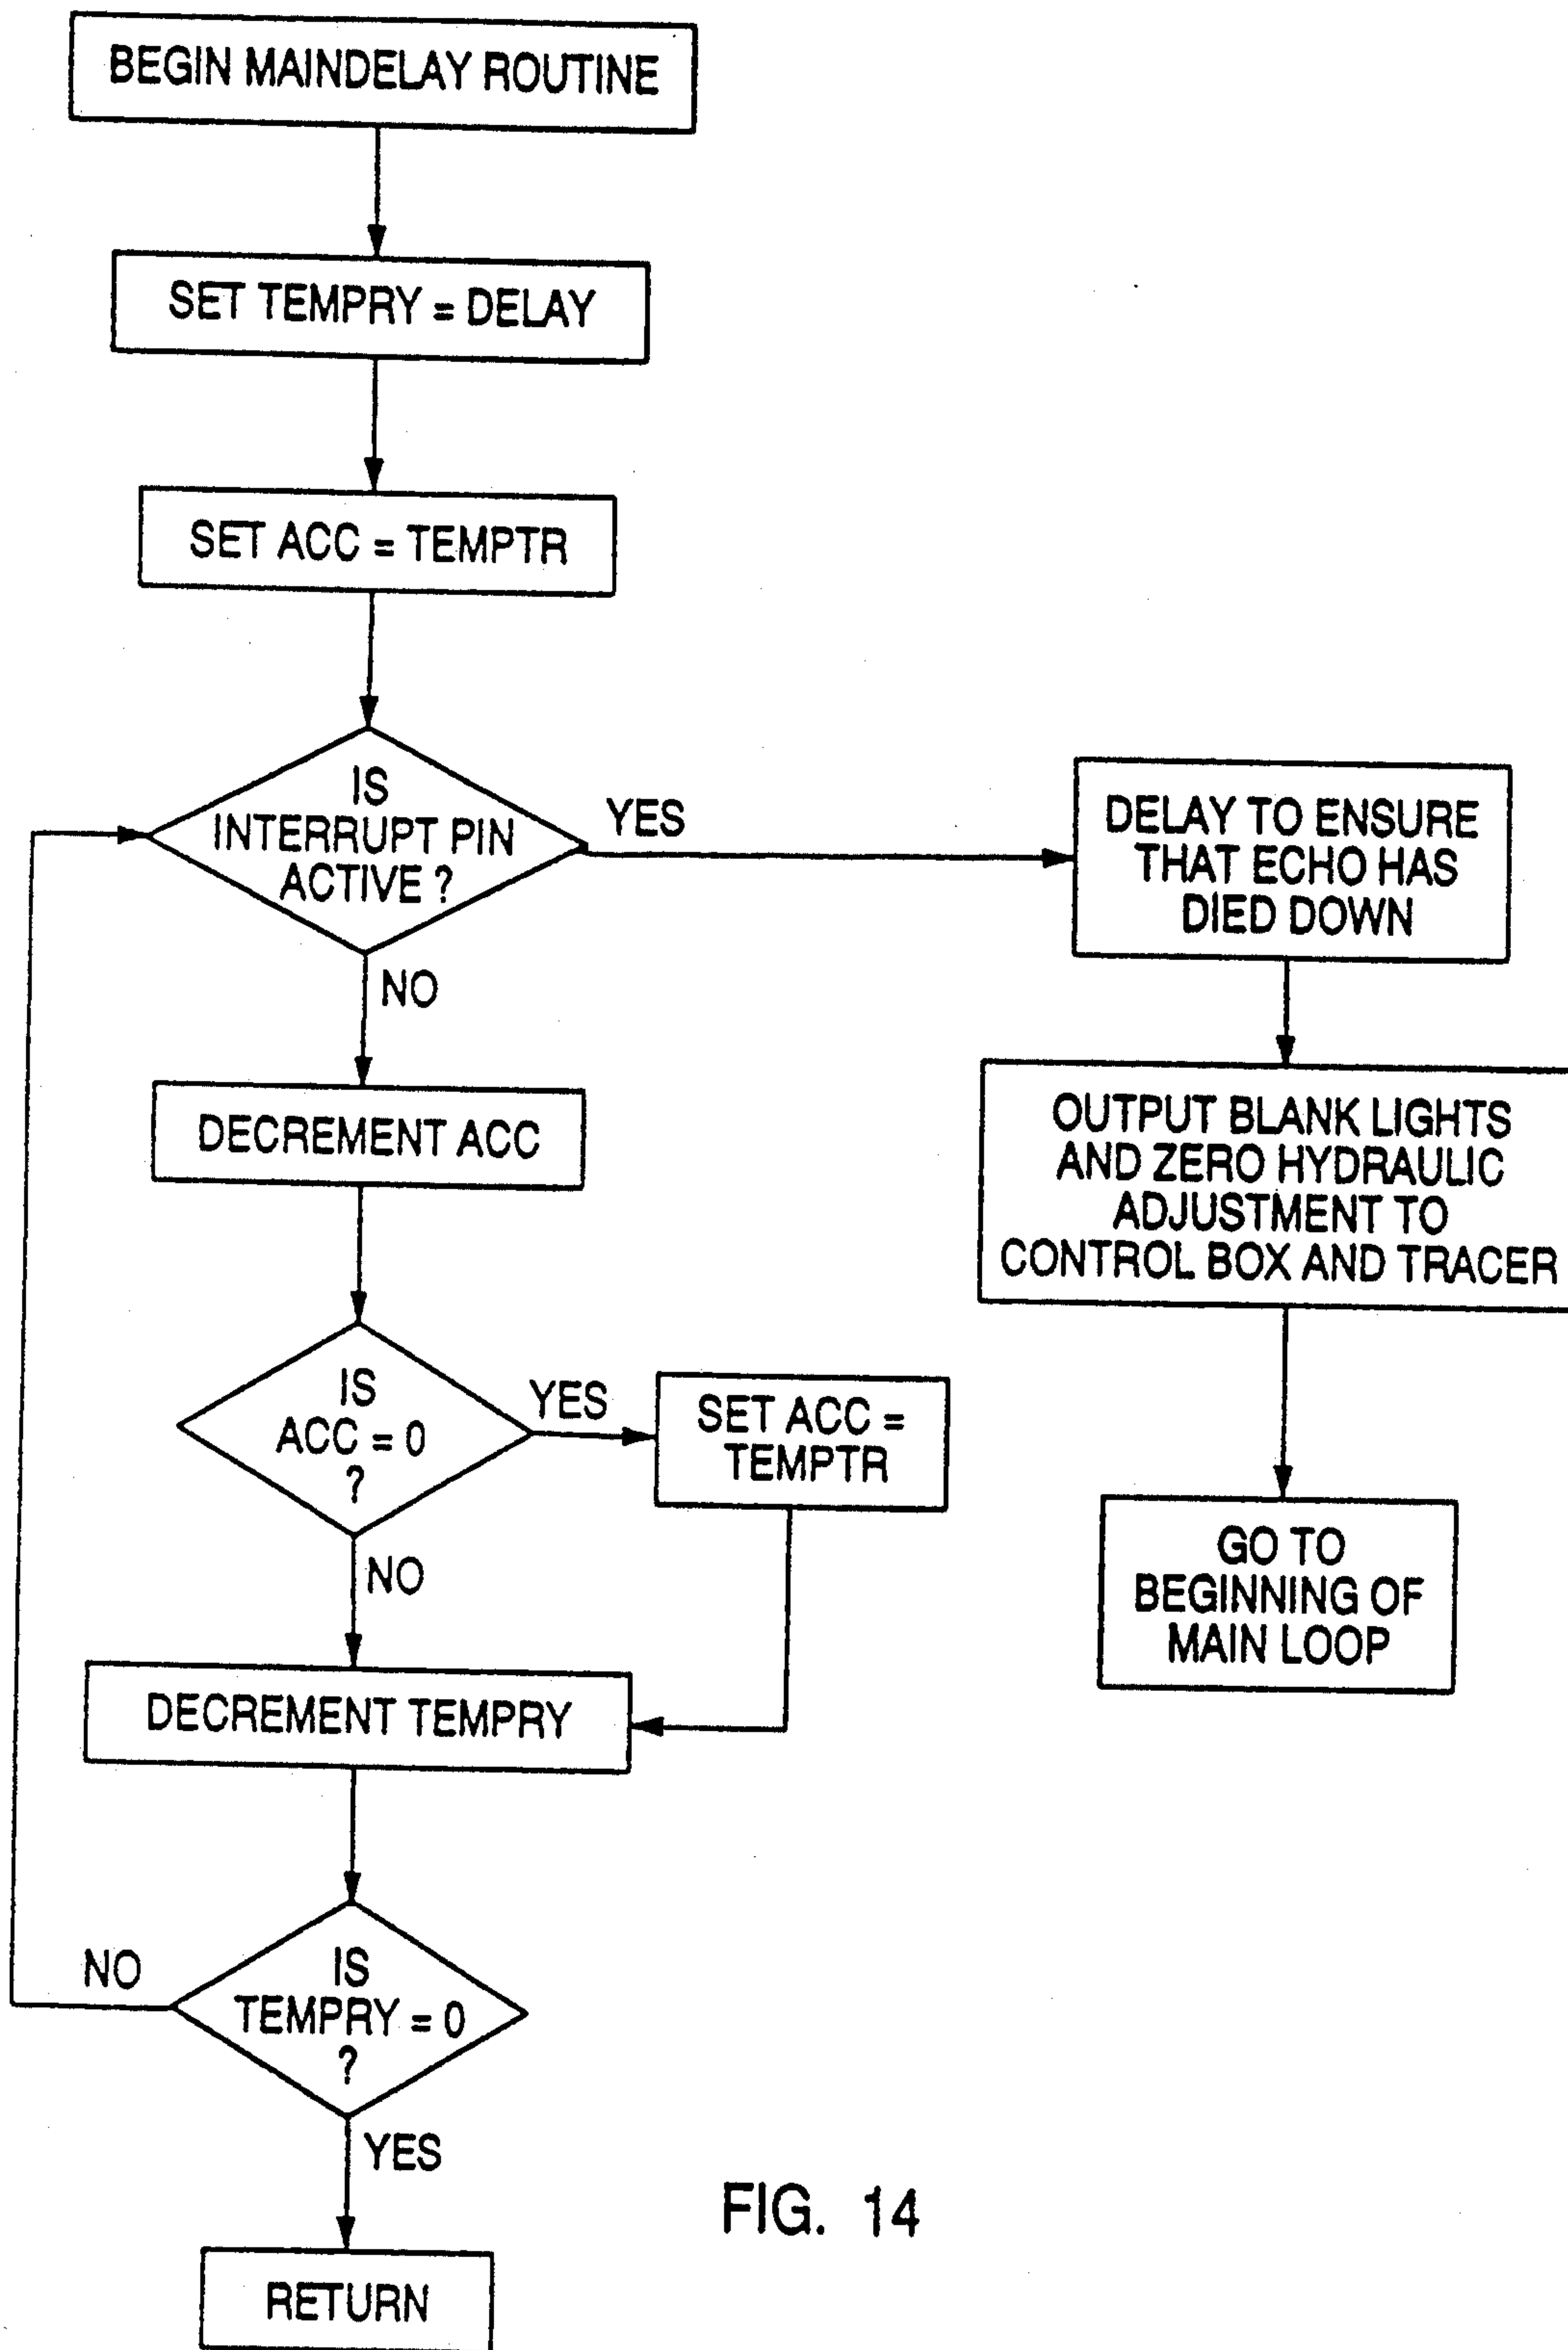 BEGIN MAINDELAY ROUTINE
SET TEMPRY = DELAY
SET ACC = TEMPTR
IS
INTERRUPT PIN
ACTIVE ?
YES
NO
DELAY TO ENSURE
THAT ECHO HAS
DIED DOWN
OUTPUT BLANK LIGHTS
AND ZERO HYDRAULIC
ADJUSTMENT TO
CONTROL BOX AND TRACER
GO TO
BEGINNING OF
MAIN LOOP
DECREMENT ACC
IS
ACC = 0
?
YES
SET ACC =
TEMPTR
NO
DECREMENT TEMPRY
IS
TEMPRY = 0
?
NO
YES
RETURN
FIG. 14